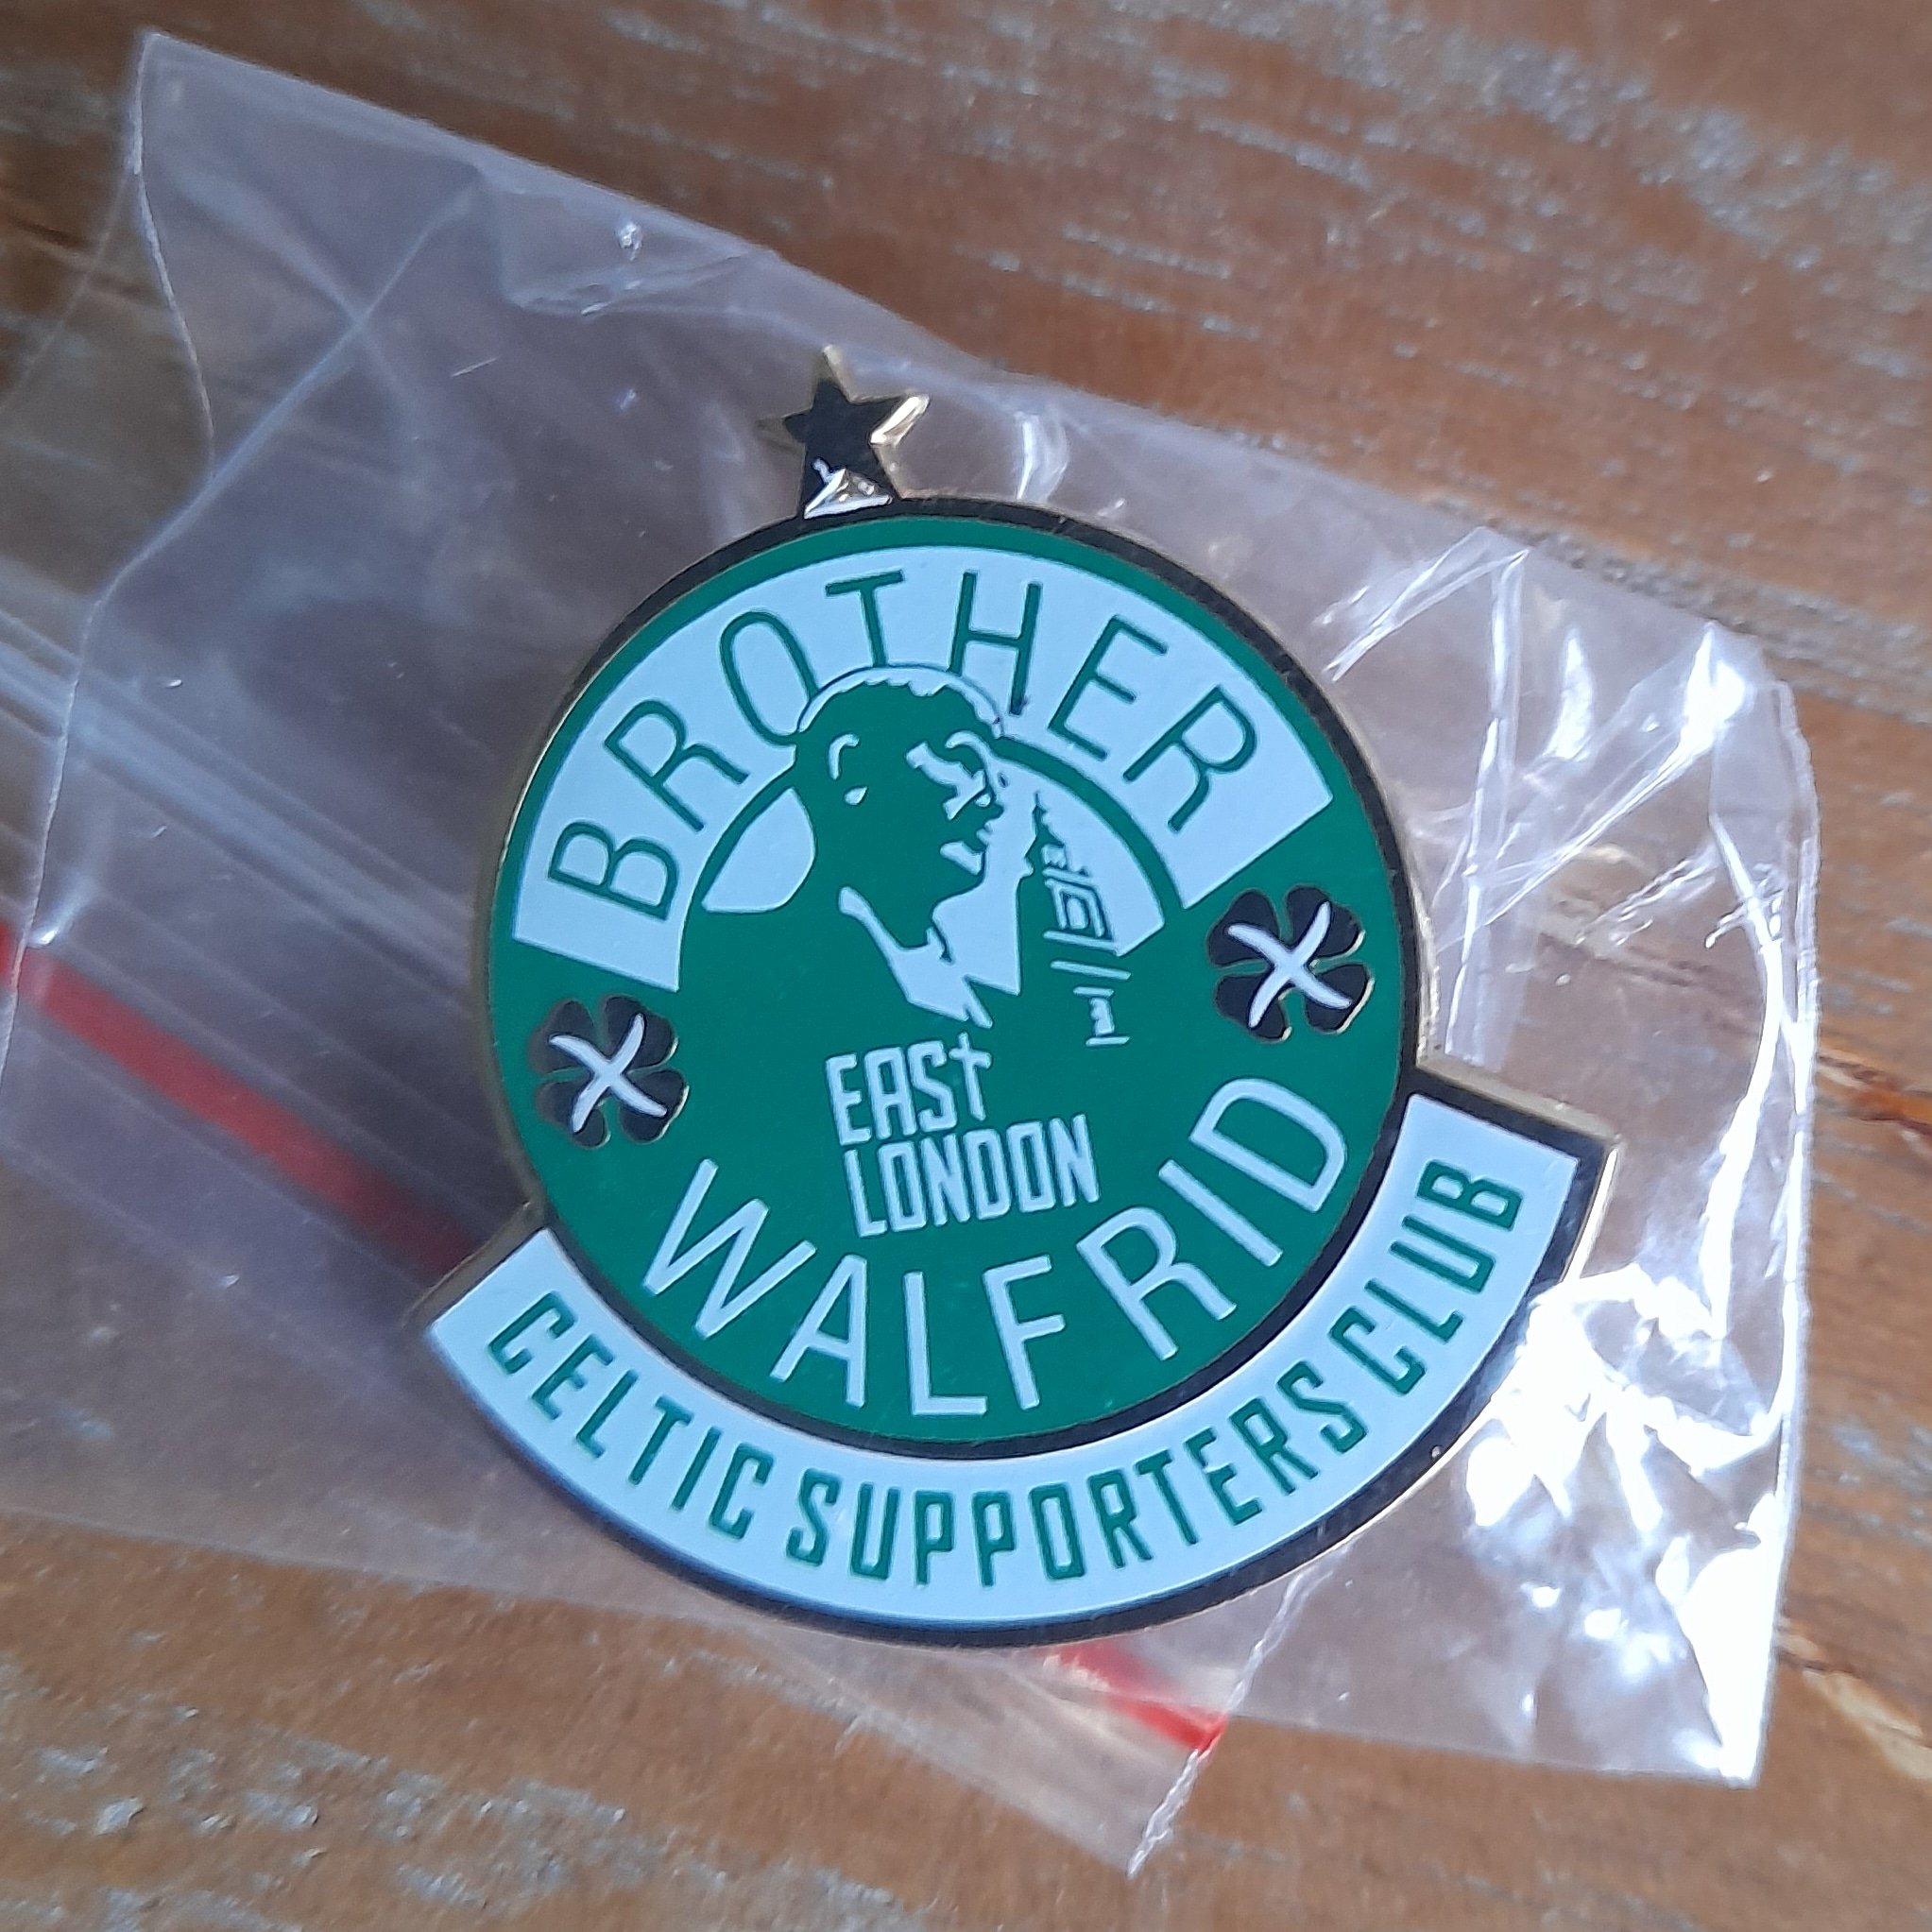 BROTHER
EASt
LONDON
WALFRID
CELTIC SUPPORTERS CLUB